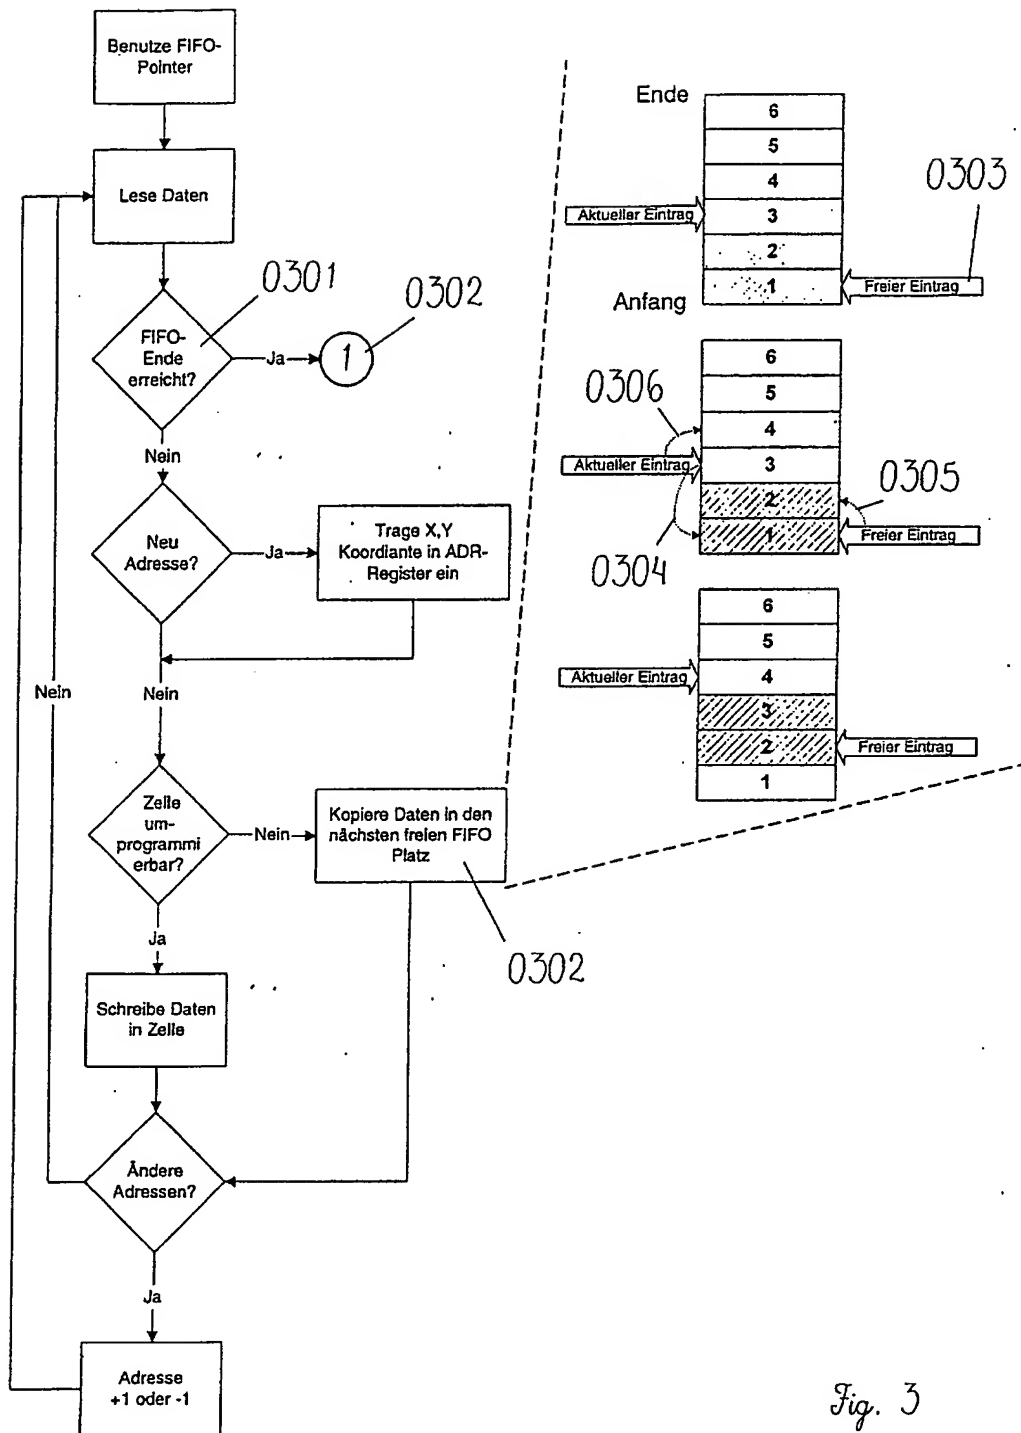 Benutze FIFO-
Pointer
Lese Daten
0301
0302
FIFO-
Ende
erreicht?
Ja
1
Nein
Neu
Adresse?
Ja
Trage X,Y
Koordiante in ADR-
Register ein
Nein
Nein
Zelle
um-
programmi
erbar?
Nein
Kopiere Daten in den
nächsten freien FIFO
Platz
0302
Ja
Schreibe Daten
in Zelle
Ändere
Adressen?
Ja
Adresse
+1 oder -1
Ende
6
5
4
Aktueller Eintrag
3
2
1
Freier Eintrag
0303
Anfang
6
5
0306
4
Aktueller Eintrag
3
2
0305
1
Freier Eintrag
0304
6
5
Aktueller Eintrag
4
3
2
Freier Eintrag
1
Fig. 3